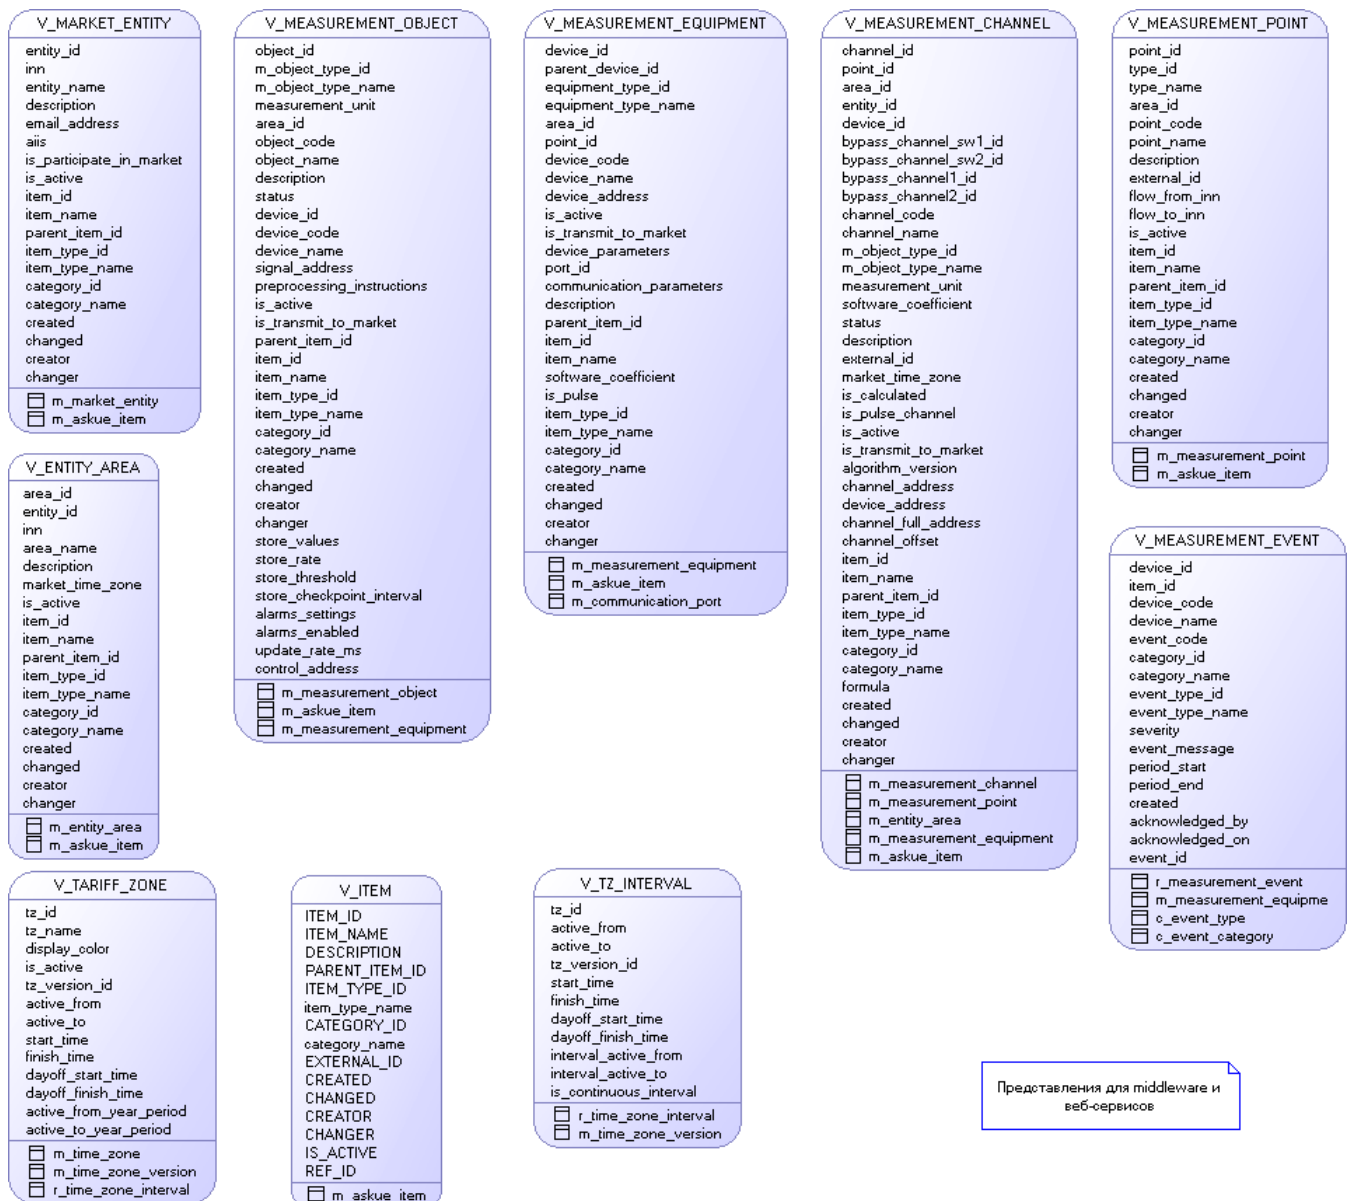 V_MARKET_ENTITY
entity_id
inn
entity_name
description
email_address
aiis
is_participate_in_market
is_active
item_id
item_name
parent_item_id
item_type_id
item_type_name
category_id
category_name
created
changed
creator
changer
m_market_entity
m_askue_item
V_MEASUREMENT_OBJECT
object_id
m_object_type_id
m_object_type_name
measurement_unit
area_id
object_code
object_name
description
status
device_id
device_code
device_name
signal_address
preprocessing_instructions
is_active
is_transmit_to_market
parent_item_id
item_id
item_name
item_type_id
item_type_name
category_id
category_name
created
changed
creator
changer
store_values
store_rate
store_threshold
store_checkpoint_interval
alarms_settings
alarms_enabled
update_rate_ms
control_address
m_measurement_object
m_askue_item
m_measurement_equipment
V_MEASUREMENT_EQUIPMENT
device_id
parent_device_id
equipment_type_id
equipment_type_name
area_id
point_id
device_code
device_name
device_address
is_active
is_transmit_to_market
device_parameters
port_id
communication_parameters
description
parent_item_id
item_id
item_name
software_coefficient
is_pulse
item_type_id
item_type_name
category_id
category_name
created
changed
creator
changer
m_measurement_equipment
m_askue_item
m_communication_port
V_MEASUREMENT_CHANNEL
channel_id
point_id
area_id
entity_id
device_id
bypass_channel_sw1_id
bypass_channel_sw2_id
bypass_channel1_id
bypass_channel2_id
channel_code
channel_name
m_object_type_id
m_object_type_name
measurement_unit
software_coefficient
status
description
external_id
market_time_zone
is_calculated
is_pulse_channel
is_active
is_transmit_to_market
algorithm_version
channel_address
device_address
channel_full_address
channel_offset
item_id
item_name
parent_item_id
item_type_id
item_type_name
category_id
category_name
formula
created
changed
creator
changer
m_measurement_channel
m_measurement_point
m_entity_area
m_measurement_equipment
m_askue_item
V_MEASUREMENT_POINT
point_id
type_id
type_name
area_id
point_code
point_name
description
external_id
flow_from_inn
flow_to_inn
is_active
item_id
item_name
parent_item_id
item_type_id
item_type_name
category_id
category_name
created
changed
creator
changer
m_measurement_point
m_askue_item
V_ENTITY_AREA
area_id
entity_id
inn
area_name
description
market_time_zone
is_active
item_id
item_name
parent_item_id
item_type_id
item_type_name
category_id
category_name
created
changed
creator
changer
m_entity_area
m_askue_item
V_MEASUREMENT_EVENT
device_id
item_id
device_code
device_name
event_code
category_id
category_name
event_type_id
event_type_name
severity
event_message
period_start
period_end
created
acknowledged_by
acknowledged_on
event_id
r_measurement_event
m_measurement_equipme
c_event_type
c_event_category
V_TARIFF_ZONE
tz_id
tz_name
display_color
is_active
tz_version_id
active_from
active_to
start_time
finish_time
dayoff_start_time
dayoff_finish_time
active_from_year_period
active_to_year_period
m_time_zone
m_time_zone_version
r_time_zone_interval
V_ITEM
ITEM_ID
ITEM_NAME
DESCRIPTION
PARENT_ITEM_ID
ITEM_TYPE_ID
item_type_name
CATEGORY_ID
category_name
EXTERNAL_ID
CREATED
CHANGED
CREATOR
CHANGER
IS_ACTIVE
REF_ID
m_askue_item
V_TZ_INTERVAL
tz_id
active_from
active_to
tz_version_id
start_time
finish_time
dayoff_start_time
dayoff_finish_time
interval_active_from
interval_active_to
is_continuous_interval
r_time_zone_interval
m_time_zone_version
Представления для middleware и
веб-сервисов